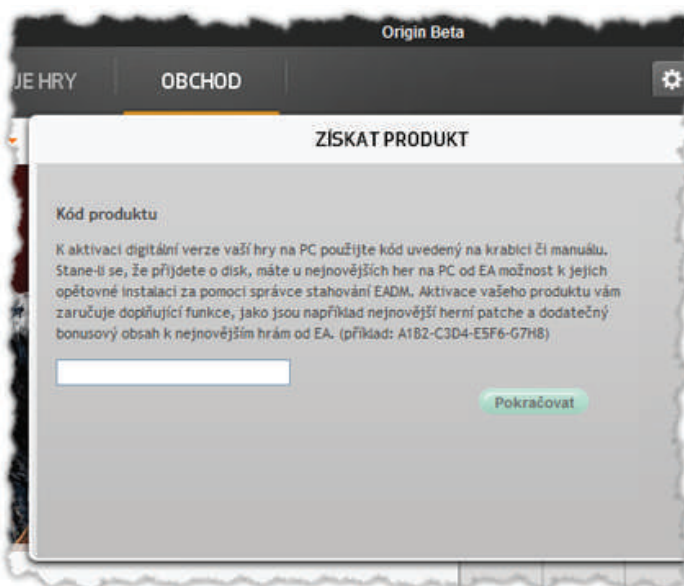 Origin Beta
JE HRY
OBCHOD
ZÍSKAT PRODUKT
Kód produktu
K aktivaci digitální verze vaší hry na PC použijte kód uvedený na krabici či manuálu.
Stane-li se, že přijdete o disk, máte u nejnovějších her na PC od EA možnost k jejich
opětovné instalaci za pomoci správce stahování EADM. Aktivace vašeho produktu vám
zaručuje doplňující funkce, jako jsou například nejnovější herní patche a dodatečný
bonusový obsah k nejnovějším hrám od EA. (příklad: A1B2-C3D4-E5F6-G7H8)
Pokračovat